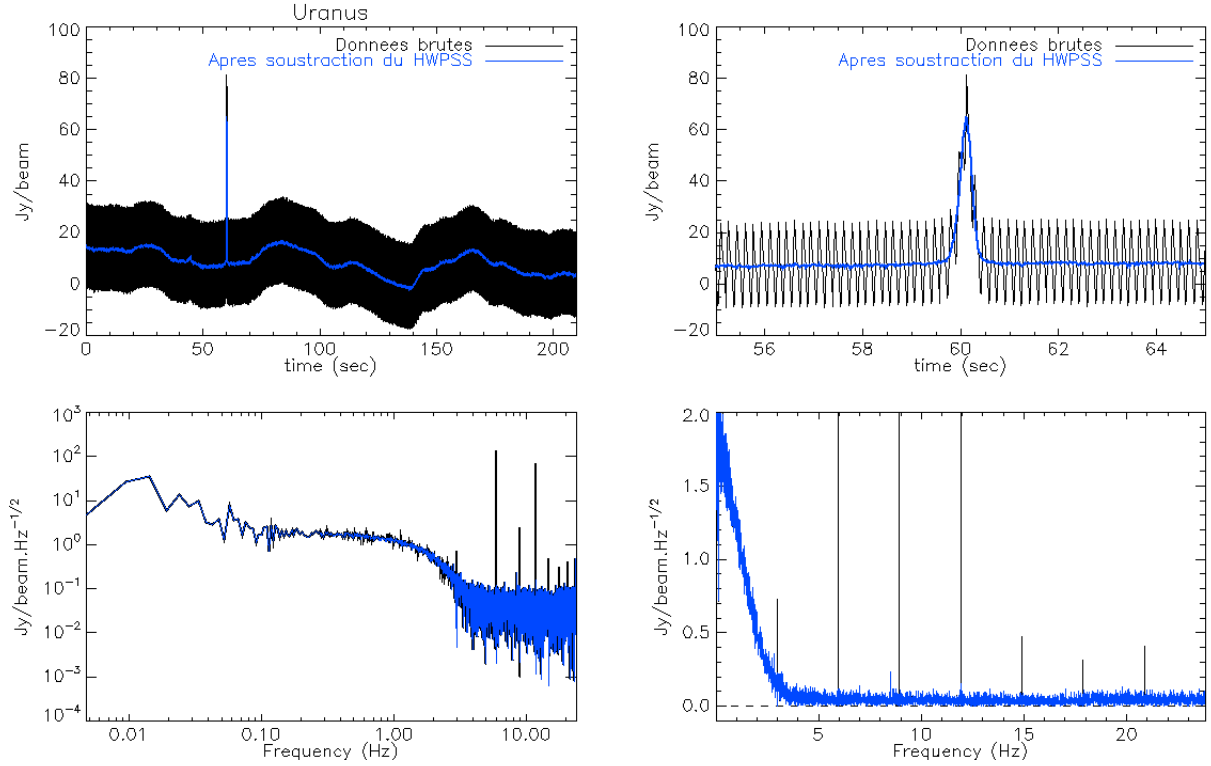 Uranus
Donnees brutes
Apres soustraction du HWPSS
Jy/beam
100
80
60
40
20
0
−20
0 50 100 150 200
time (sec)
Donnees brutes
Apres soustraction du HWPSS
Jy/beam
100
80
60
40
20
0
−20
56 58 60 62 64
time (sec)
Jy/beam.Hz⁻¹/²
10³
10²
10¹
10⁰
10⁻¹
10⁻²
10⁻³
10⁻⁴
0.01 0.10 1.00 10.00
Frequency (Hz)
Jy/beam.Hz⁻¹/²
2.0
1.5
1.0
0.5
0.0
5 10 15 20
Frequency (Hz)